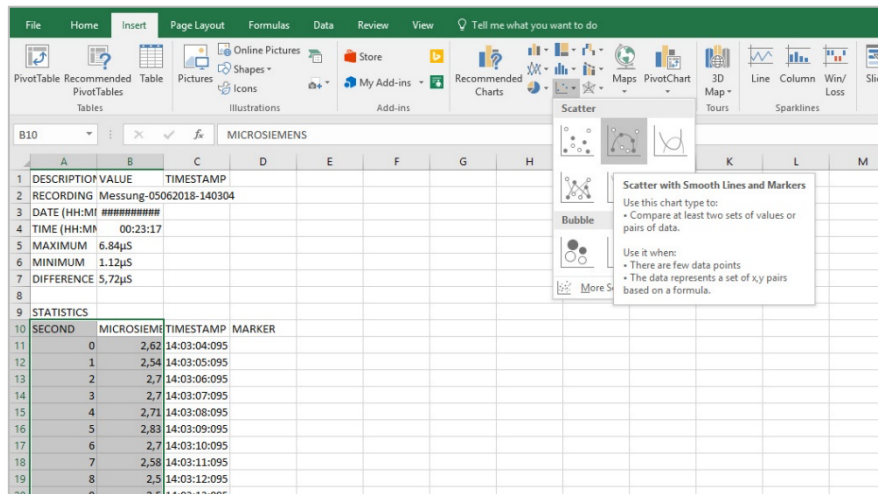 File Home Insert Page Layout Formulas Data Review View Tell me what you want to do
PivotTable Recommended PivotTables Table
Tables
Pictures
Online Pictures
Shapes
Icons
Illustrations
Store
My Add-ins
Add-ins
Recommended Charts
Maps PivotChart
3D Map
Tours
Line Column Win/Loss
Sparklines
B10 fx MICROSIEMENS
A B C D E F G H K L M
1 DESCRIPTION VALUE TIMESTAMP
2 RECORDING Messung-05062018-140304
3 DATE (HH:MI ##########
4 TIME (HH:MN 00:23:17
5 MAXIMUM 6.84µS
6 MINIMUM 1.12µS
7 DIFFERENCE 5,72µS
8
9 STATISTICS
10 SECOND MICROSIEME TIMESTAMP MARKER
11 0 2,62 14:03:04:095
12 1 2,54 14:03:05:095
13 2 2,7 14:03:06:095
14 3 2,7 14:03:07:095
15 4 2,71 14:03:08:095
16 5 2,83 14:03:09:095
17 6 2,7 14:03:10:095
18 7 2,58 14:03:11:095
19 8 2,5 14:03:12:095
Scatter
Bubble
More S
Scatter with Smooth Lines and Markers
Use this chart type to:
• Compare at least two sets of values or
pairs of data.
Use it when:
• There are few data points
• The data represents a set of x,y pairs
based on a formula.